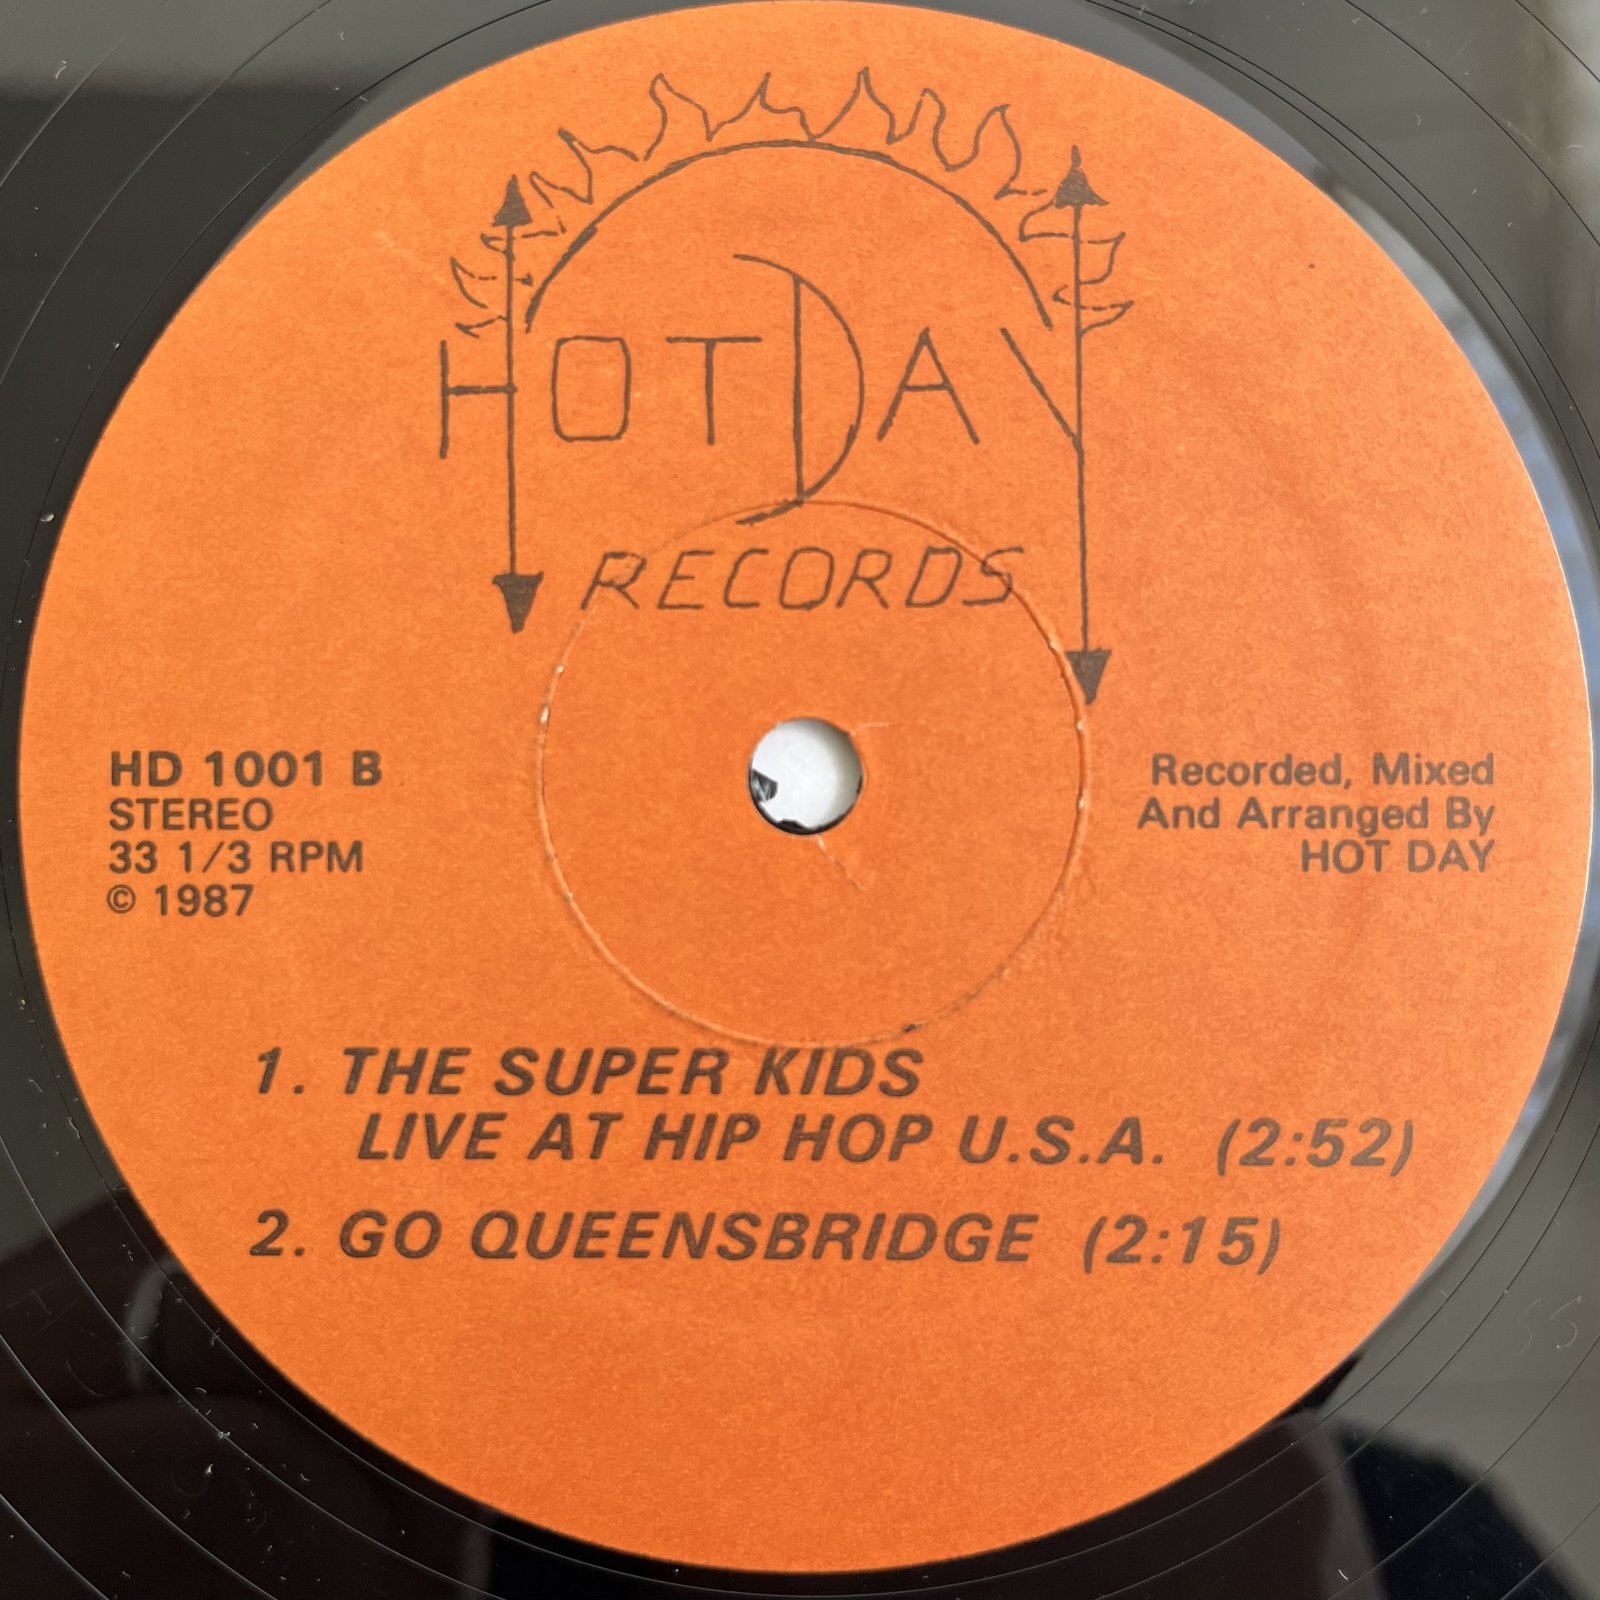 HOT DAY
RECORDS
HD 1001 B
STEREO
33 1/3 RPM
© 1987
Recorded, Mixed
And Arranged By
HOT DAY
1. THE SUPER KIDS
LIVE AT HIP HOP U.S.A. (2:52)
2. GO QUEENSBRIDGE (2:15)